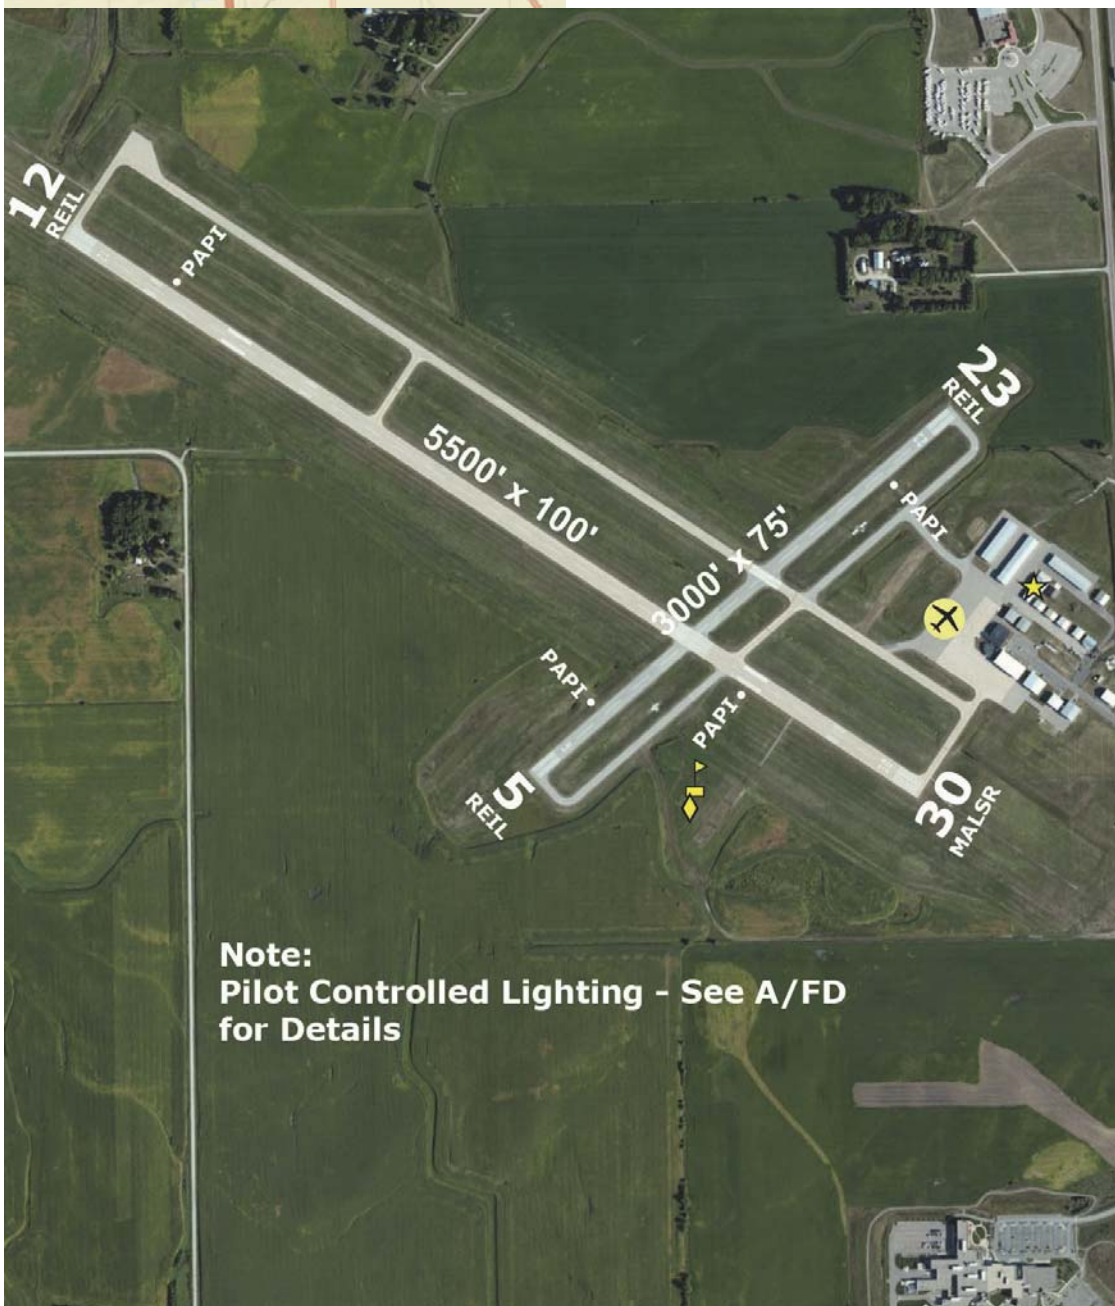 12
REIL
PAPI
23
REIL
5500' x 100'
3000' x 75'
PAPI
PAPI
PAPI
5
REIL
30
MALSR
Note:
Pilot Controlled Lighting - See A/FD
for Details